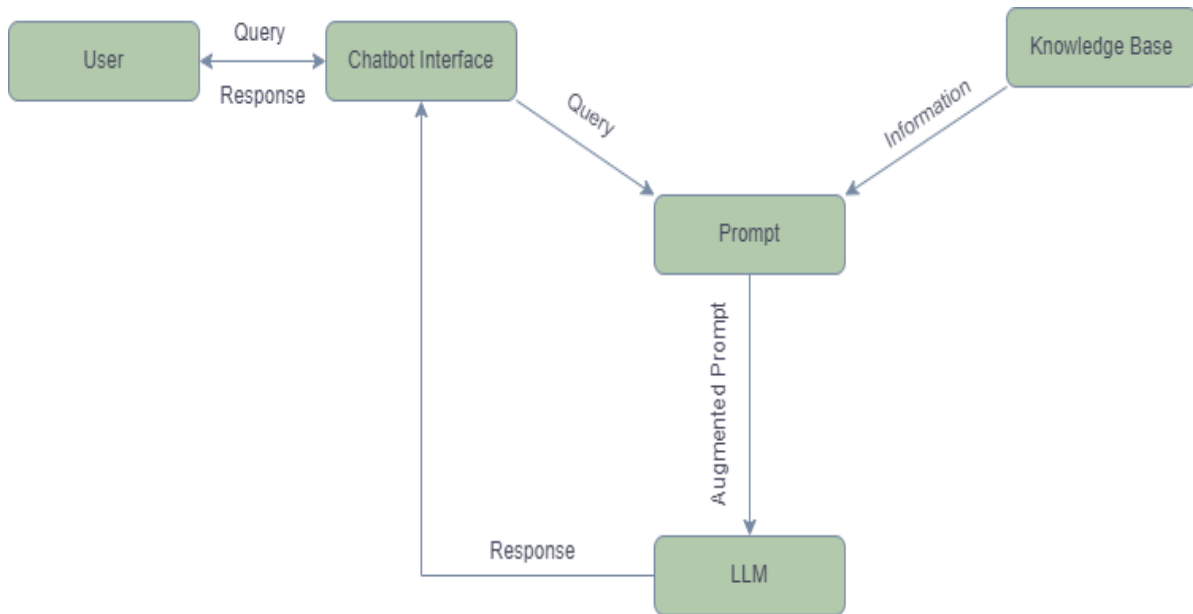 User
Query
Response
Chatbot Interface
Knowledge Base
Query
Information
Prompt
Augmented Prompt
Response
LLM